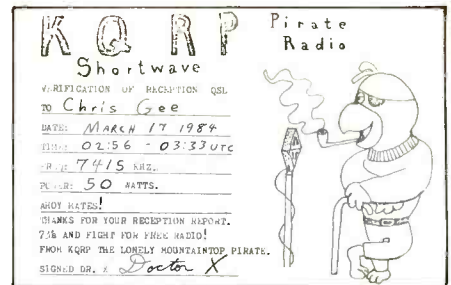 KQRP Pirate
Radio
Shortwave
VERIFICATION OF RECEPTION QSL
TO Chris Gee
DATE: MARCH 17 1984
TIME: 02:56 - 03:33 UTC
7415 KHZ.
POWER: 50 WATTS.
AHOY MATES!
THANKS FOR YOUR RECEPTION REPORT.
73s AND FIGHT FOR FREE RADIO!
FROM KQRP THE LONELY MOUNTAINTOP PIRATE.
SIGNED DR. X Doctor X